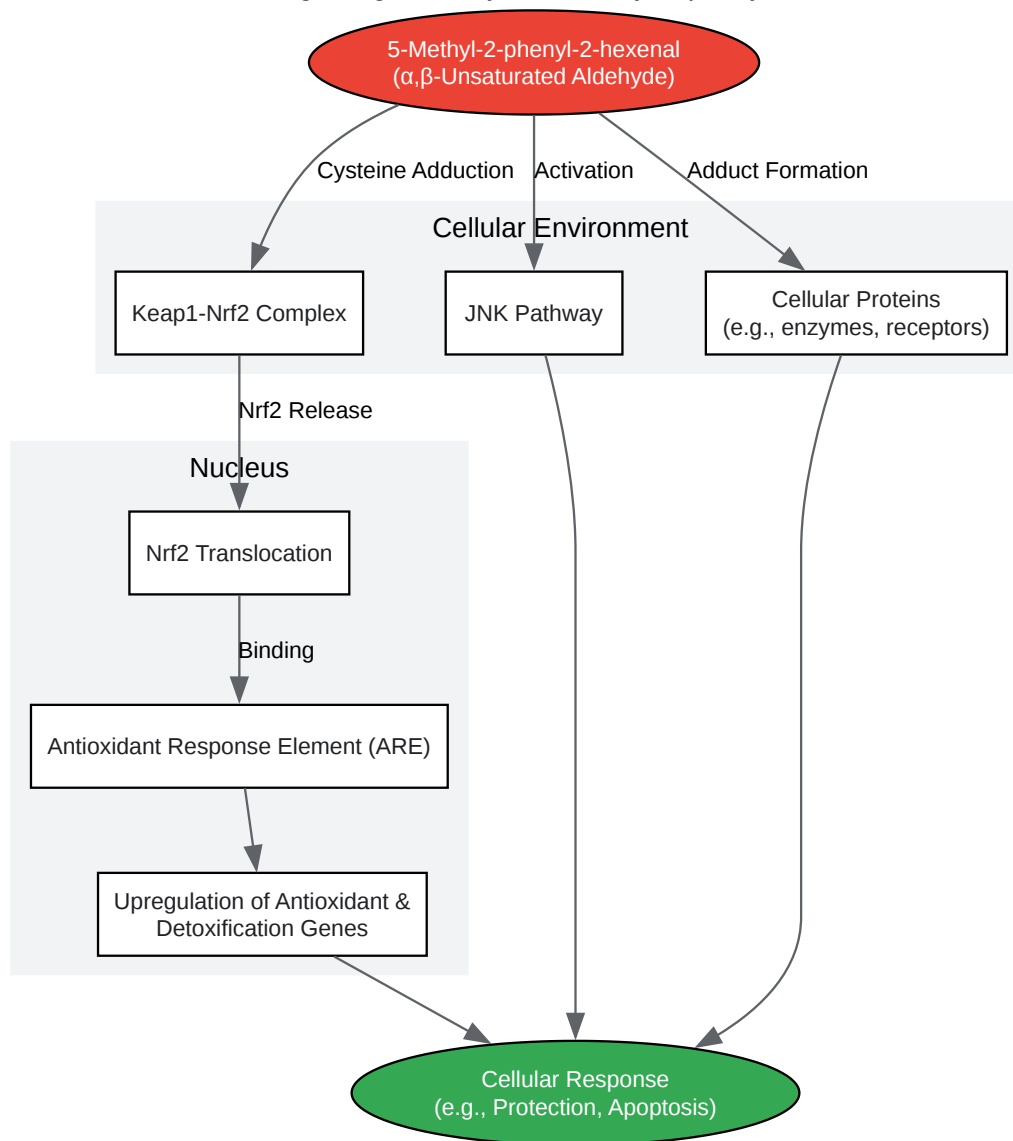 5-Methyl-2-phenyl-2-hexenal
(α,β-Unsaturated Aldehyde)
Cysteine Adduction
Activation
Adduct Formation
Cellular Environment
Keap1-Nrf2 Complex
JNK Pathway
Cellular Proteins
(e.g., enzymes, receptors)
Nrf2 Release
Nucleus
Nrf2 Translocation
Binding
Antioxidant Response Element (ARE)
Upregulation of Antioxidant &
Detoxification Genes
Cellular Response
(e.g., Protection, Apoptosis)